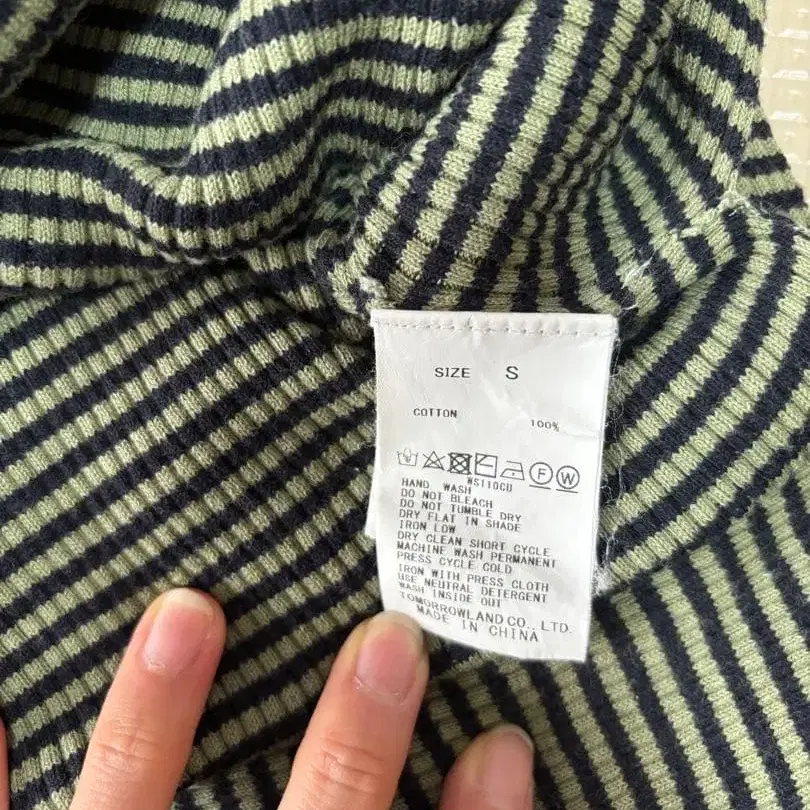 SIZE S
COTTON
100%
F W
WS110CU
HAND WASH
DO NOT BLEACH
DO NOT TUMBLE DRY
DRY FLAT IN SHADE
IRON LOW
DRY CLEAN SHORT CYCLE
MACHINE WASH PERMANENT
PRESS CYCLE COLD
IRON WITH PRESS CLOTH
USE NEUTRAL DETERGENT
WASH INSIDE OUT
TOMORROWLAND CO., LTD.
MADE IN CHINA